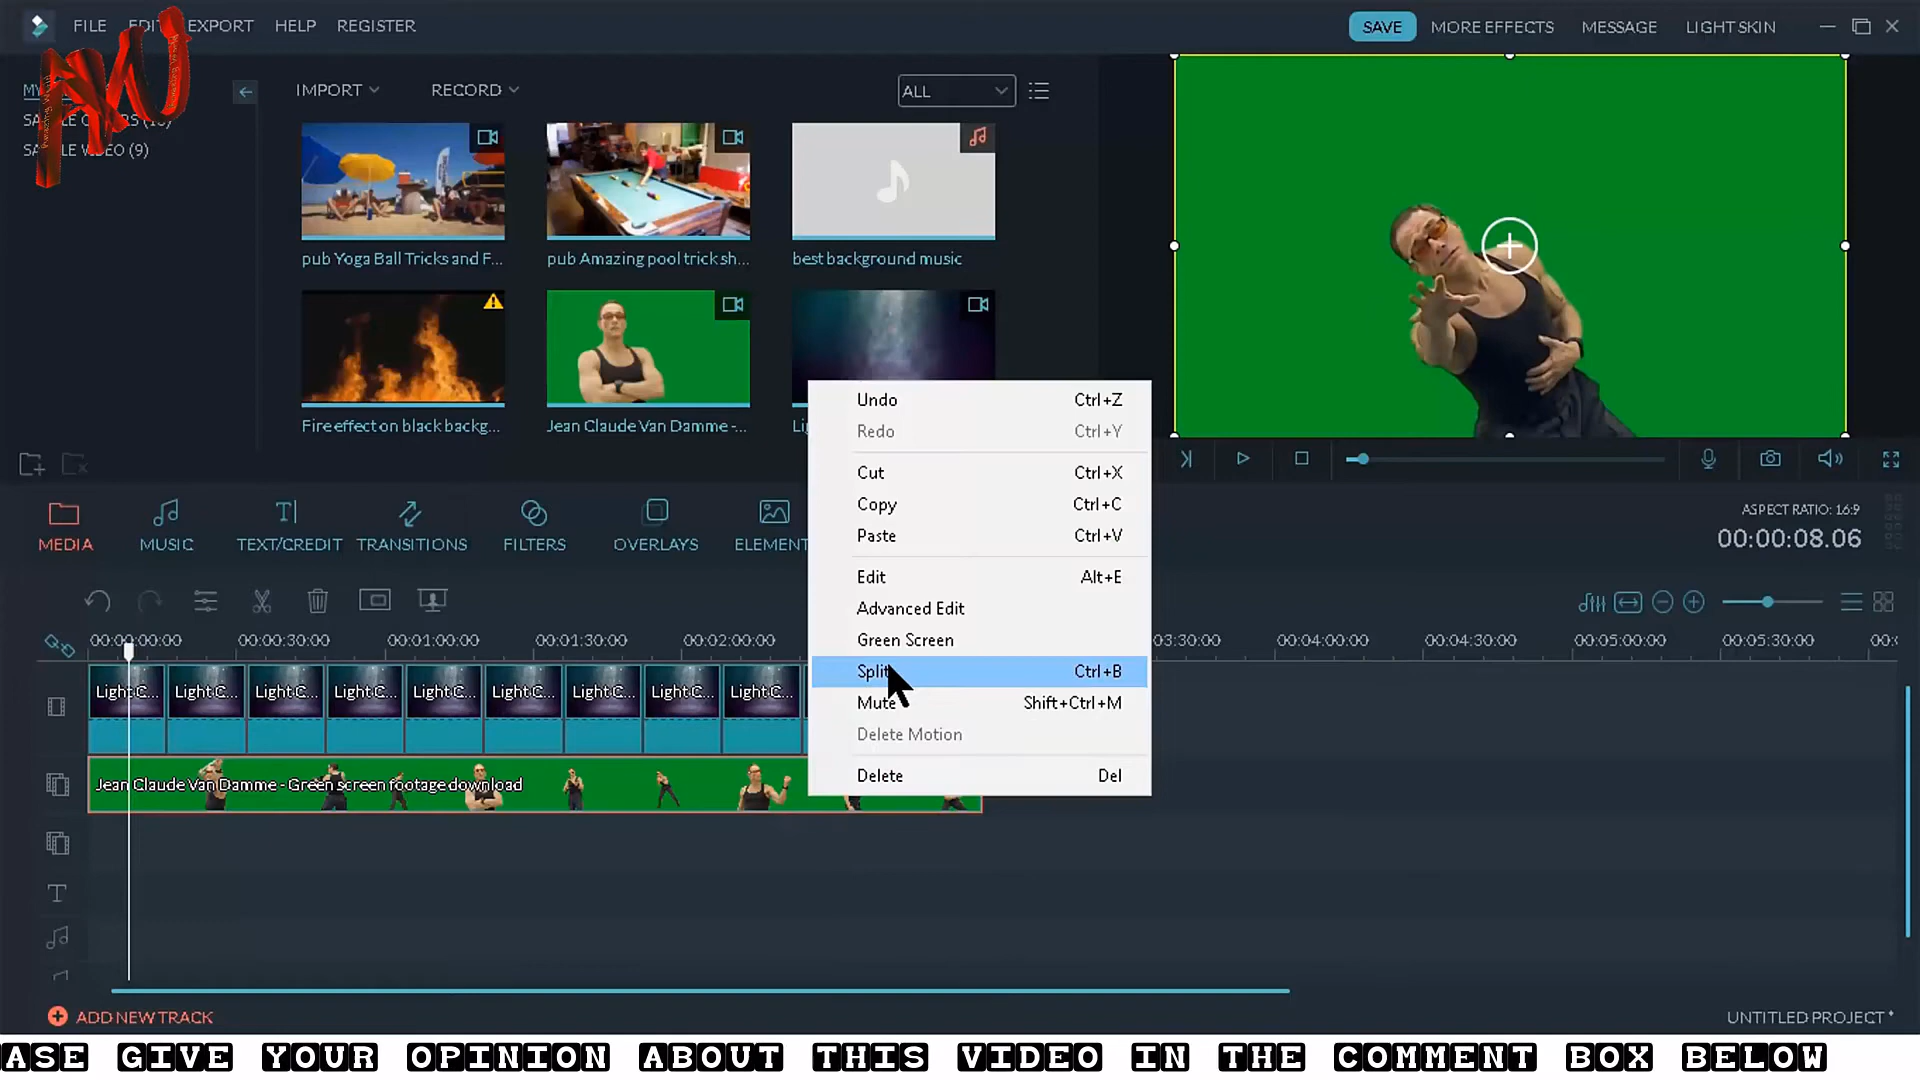 FILE EDIT EXPORT HELP REGISTER SAVE MORE EFFECTS MESSAGE LIGHT SKIN
IMPORT RECORD ALL
(9)
pub Yoga Ball Tricks and F... pub Amazing pool trick sh... best background music
Fire effect on black backg... Jean Claude Van Damme -...
Undo Ctrl+Z
Redo Ctrl+Y
Cut Ctrl+X
Copy Ctrl+C
Paste Ctrl+V
Edit Alt+E
Advanced Edit
Green Screen
Split Ctrl+B
Mute Shift+Ctrl+M
Delete Motion
Delete Del
MEDIA MUSIC TEXT/CREDIT TRANSITIONS FILTERS OVERLAYS ELEMENT
ASPECT RATIO: 16:9
00:00:08.06
00:00:00:00 00:00:30:00 00:01:00:00 00:01:30:00 00:02:00:00 03:30:00 00:04:00:00 00:04:30:00 00:05:00:00 00:05:30:00 00:
Light C... Light C... Light C... Light C... Light C... Light C... Light C... Light C... Light C...
Jean Claude Van Damme - Green screen footage download
ADD NEW TRACK
UNTITLED PROJECT *
ASE GIVE YOUR OPINION ABOUT THIS VIDEO IN THE COMMENT BOX BELOW